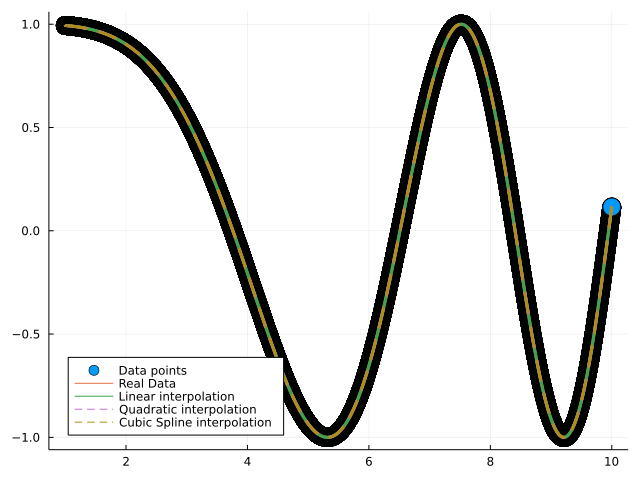 1.0
0.5
0.0
−0.5
−1.0
Data points
Real Data
Linear interpolation
Quadratic interpolation
Cubic Spline interpolation
2 4 6 8 10